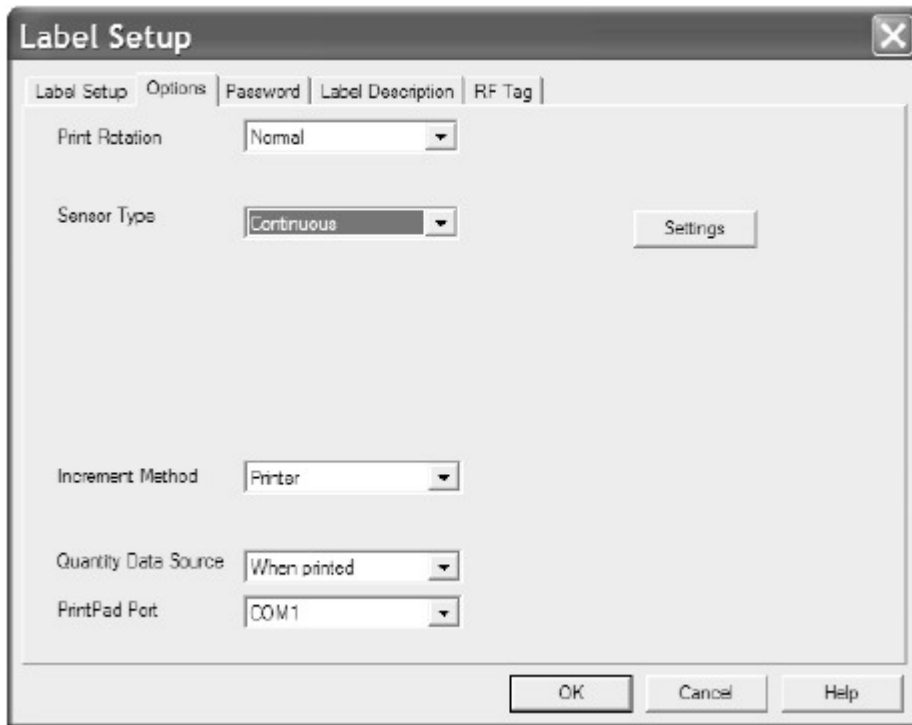 Label Setup
Label Setup Options Password Label Description RF Tag
Print Rotation Normal
Sensor Type Continuous Settings
Increment Method Printer
Quantity Data Source When printed
PrintPad Port COM1
OK Cancel Help